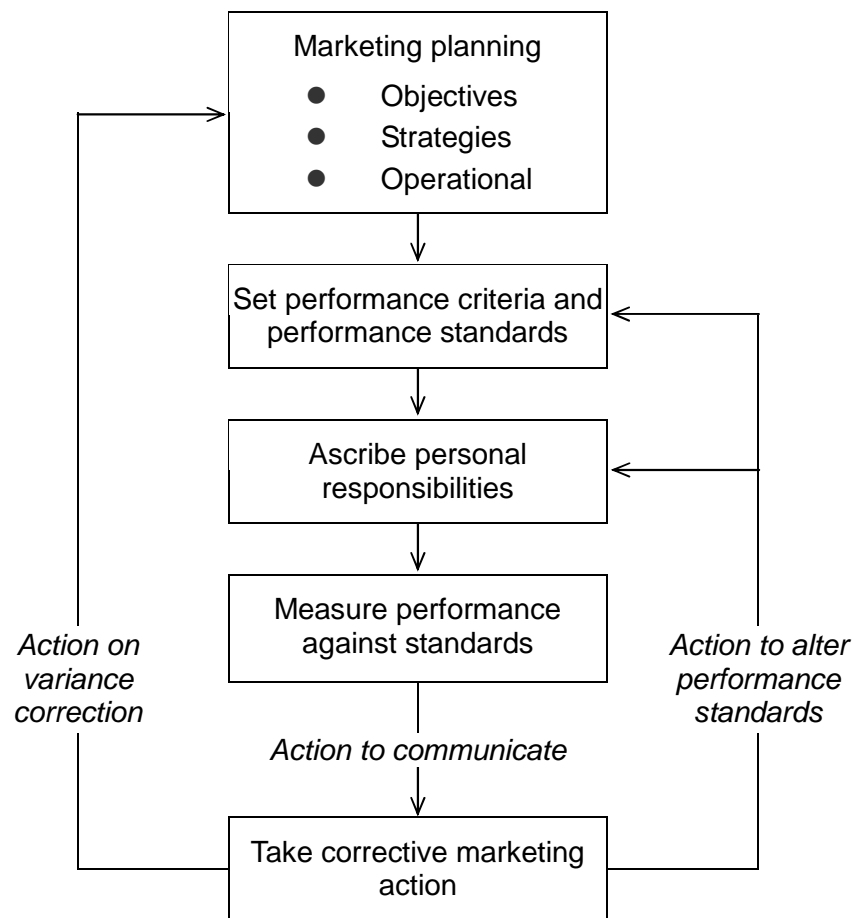 Marketing planning
● Objectives
● Strategies
● Operational
Set performance criteria and
performance standards
Ascribe personal
responsibilities
Measure performance
against standards
Action on
variance
correction
Action to alter
performance
standards
Action to communicate
Take corrective marketing
action